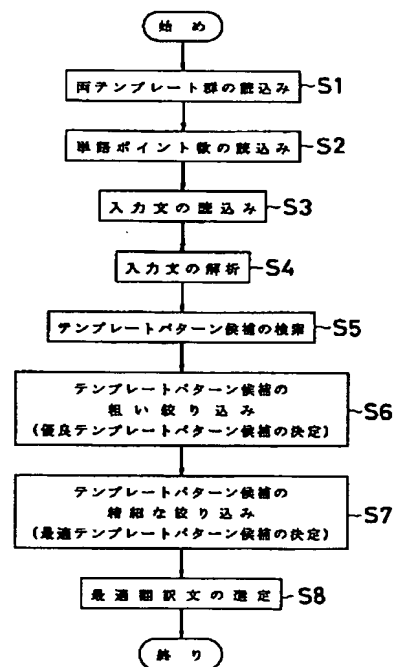 始め
両テンプレート群の読込み S1
単語ポイント数の読込み S2
入力文の読込み S3
入力文の解析 S4
テンプレートパターン候補の検索 S5
テンプレートパターン候補の
粗い絞り込み
(優良テンプレートパターン候補の決定) S6
テンプレートパターン候補の
精細な絞り込み
(最適テンプレートパターン候補の決定) S7
最適翻訳文の選定 S8
終り